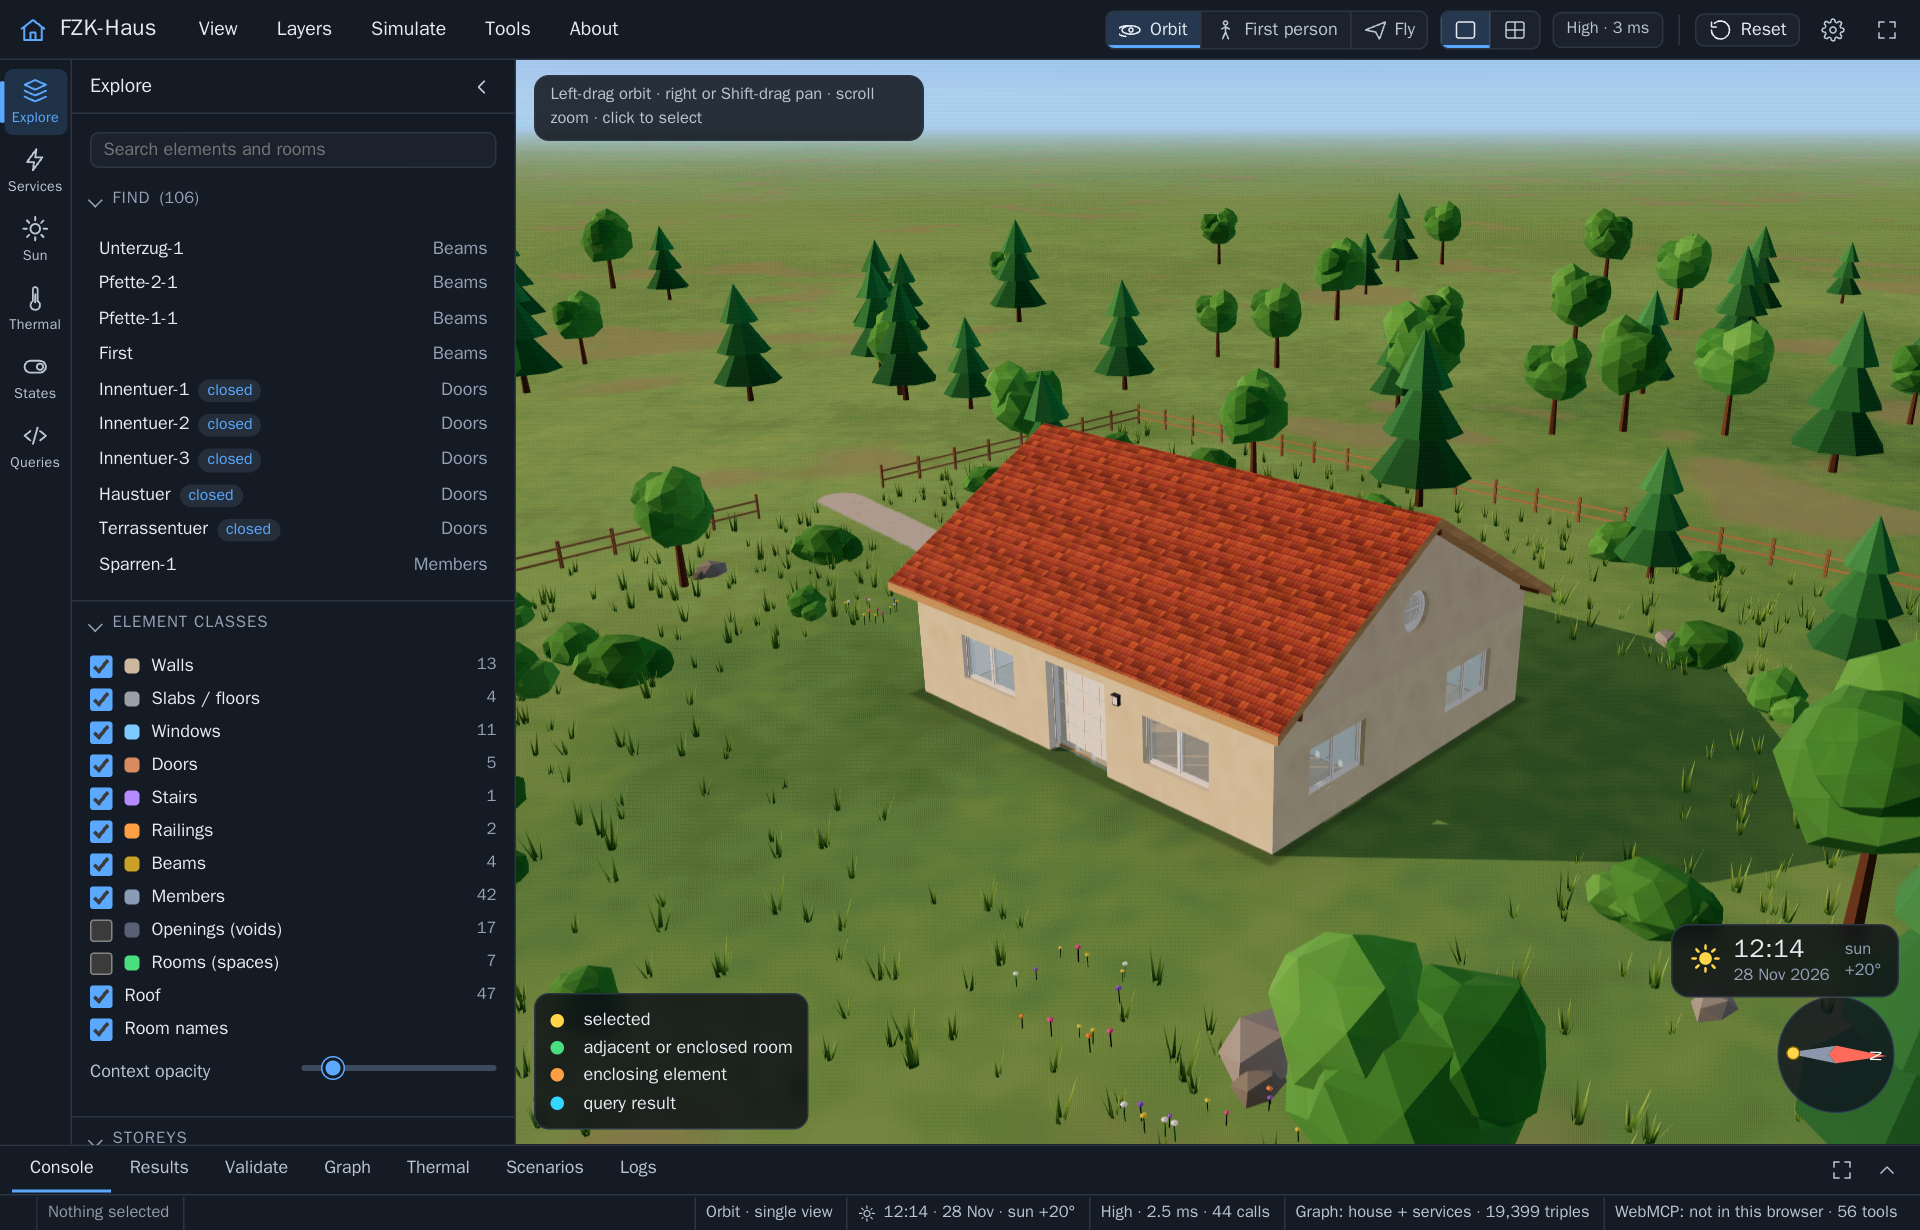 FZK-Haus
View
Layers
Simulate
Tools
About
Orbit
First person
Fly
High · 3 ms
Reset
Explore
Services
Sun
Thermal
States
Queries
Explore
Search elements and rooms
FIND (106)
Unterzug-1 Beams
Pfette-2-1 Beams
Pfette-1-1 Beams
First Beams
Innentuer-1 closed Doors
Innentuer-2 closed Doors
Innentuer-3 closed Doors
Haustuer closed Doors
Terrassentuer closed Doors
Sparren-1 Members
ELEMENT CLASSES
Walls 13
Slabs / floors 4
Windows 11
Doors 5
Stairs 1
Railings 2
Beams 4
Members 42
Openings (voids) 17
Rooms (spaces) 7
Roof 47
Room names
Context opacity
STOREYS
Left-drag orbit · right or Shift-drag pan · scroll
zoom · click to select
selected
adjacent or enclosed room
enclosing element
query result
12:14
28 Nov 2026
sun
+20°
N
Console
Results
Validate
Graph
Thermal
Scenarios
Logs
Nothing selected
Orbit · single view
12:14 · 28 Nov · sun +20°
High · 2.5 ms · 44 calls
Graph: house + services · 19,399 triples
WebMCP: not in this browser · 56 tools